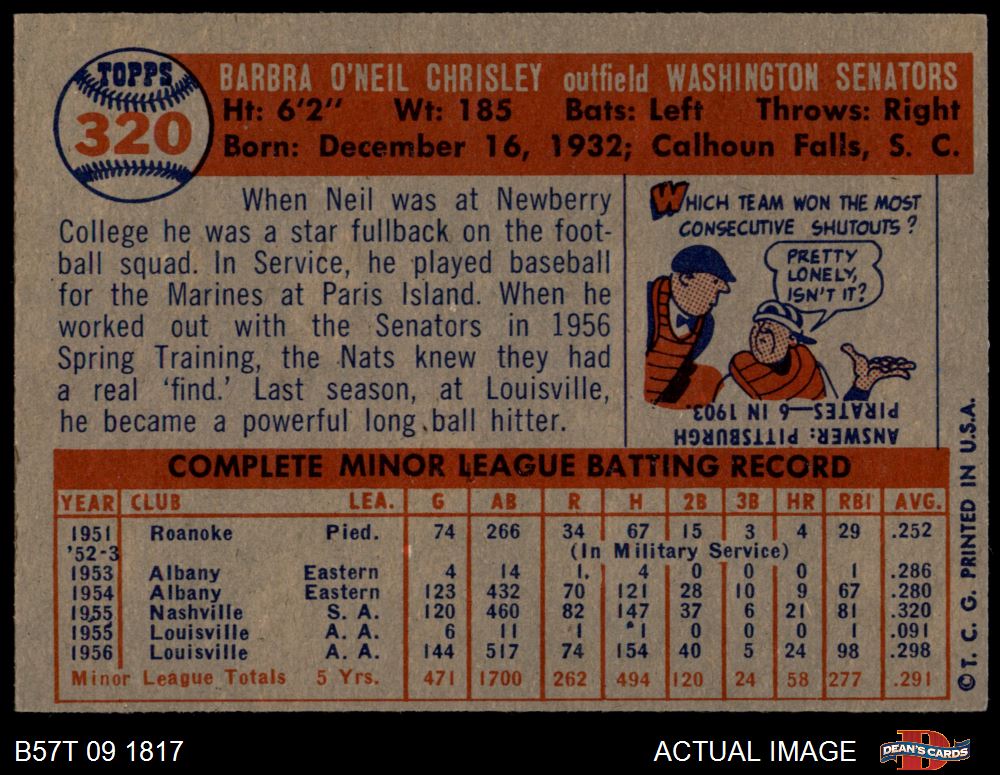 TOPPS
320
BARBRA O'NEIL CHRISLEY outfield WASHINGTON SENATORS
Ht: 6'2" Wt: 185 Bats: Left Throws: Right
Born: December 16, 1932; Calhoun Falls, S. C.
When Neil was at Newberry
College he was a star fullback on the foot-
ball squad. In Service, he played baseball
for the Marines at Paris Island. When he
worked out with the Senators in 1956
Spring Training, the Nats knew they had
a real 'find.' Last season, at Louisville,
he became a powerful long ball hitter.
WHICH TEAM WON THE MOST
CONSECUTIVE SHUTOUTS?
PRETTY
LONELY,
ISN'T IT?
ANSWER: PITTSBURGH
PIRATES—6 IN 1903.
COMPLETE MINOR LEAGUE BATTING RECORD
YEAR CLUB LEA. G AB R H 2B 3B HR RBI AVG.
1951 Roanoke Pied. 74 266 34 67 15 3 4 29 .252
'52-3 (In Military Service)
1953 Albany Eastern 4 14 1 4 0 0 0 1 .286
1954 Albany Eastern 123 432 70 121 28 10 9 67 .280
1955 Nashville S. A. 120 460 82 147 37 6 21 81 .320
1955 Louisville A. A. 6 11 1 1 0 0 0 1 .091
1956 Louisville A. A. 144 517 74 154 40 5 24 98 .298
Minor League Totals 5 Yrs. 471 1700 262 494 120 24 58 277 .291
©T. C. G. PRINTED IN U.S.A.
B57T 09 1817 ACTUAL IMAGE
DEAN'S CARDS